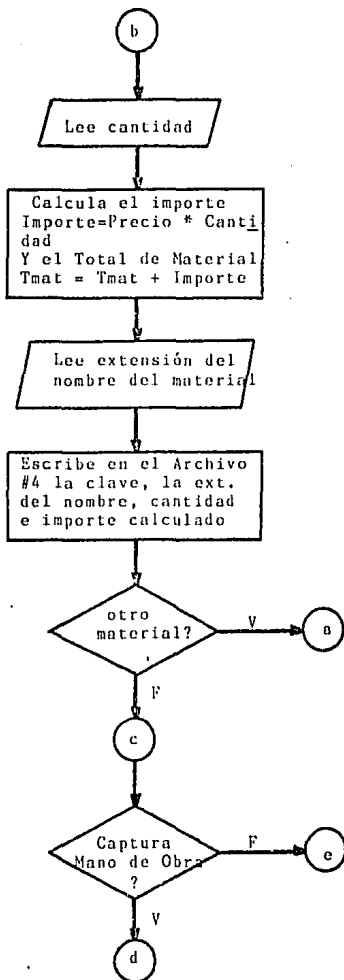 b
Lee cantidad
Calcula el importe
Importe=Precio * Canti
dad
Y el Total de Material
Tmat = Tmat + Importe
Lee extensión del
nombre del material
Escribe en el Archivo
#4 la clave, la ext.
del nombre, cantidad
e importe calculado
otro
material?
V
a
F
c
Captura
Mano de Obra
?
F
e
V
d